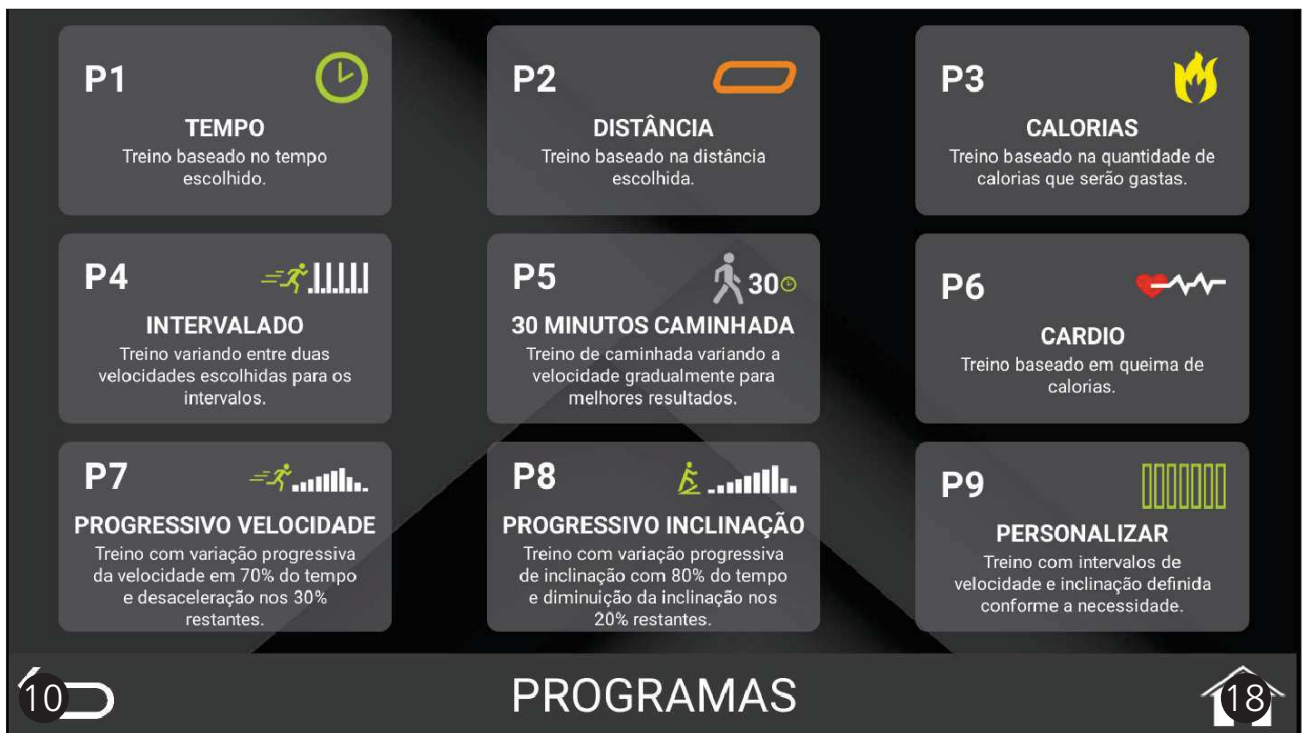 P1
TEMPO
Treino baseado no tempo
escolhido.
P2
DISTÂNCIA
Treino baseado na distância
escolhida.
P3
CALORIAS
Treino baseado na quantidade de
calorias que serão gastas.
P4
INTERVALADO
Treino variando entre duas
velocidades escolhidas para os
intervalos.
P5
30
30 MINUTOS CAMINHADA
Treino de caminhada variando a
velocidade gradualmente para
melhores resultados.
P6
CARDIO
Treino baseado em queima de
calorias.
P7
PROGRESSIVO VELOCIDADE
Treino com variação progressiva
da velocidade em 70% do tempo
e desaceleração nos 30%
restantes.
P8
PROGRESSIVO INCLINAÇÃO
Treino com variação progressiva
de inclinação com 80% do tempo
e diminuição da inclinação nos
20% restantes.
P9
PERSONALIZAR
Treino com intervalos de
velocidade e inclinação definida
conforme a necessidade.
10
PROGRAMAS
18